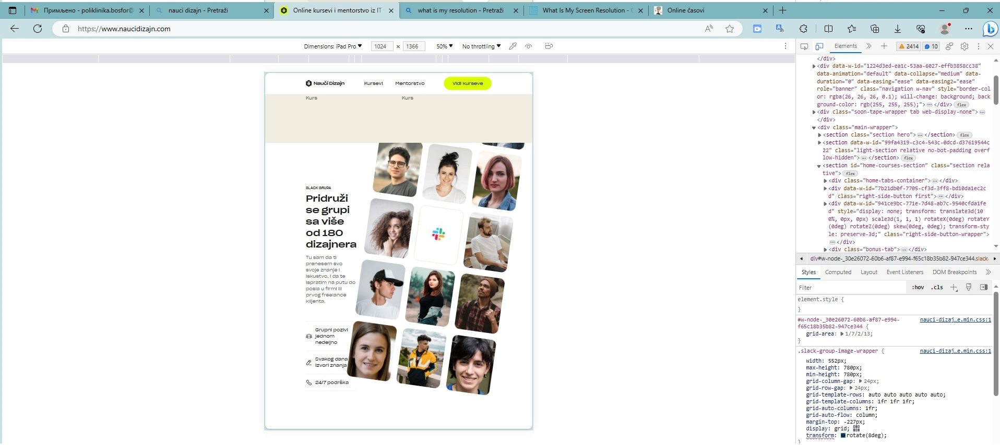 Примљено - poliklinika.bosfor@
nauci dizajn - Pretraži
Online kursevi i mentorstvo iz IT
what is my resolution - Pretraži
What Is My Screen Resolution -
Online časovi
https://www.naucidizajn.com
Dimensions: iPad Pro 1024 × 1366 50% No throttling
Elements 2414 10
Nauči Dizajn Kursevi Mentorstvo Vidi kurseve
Kurs Kurs
SLACK GRUPA
Pridruži
se grupi
sa više
od 180
dizajnera
Tu sam da ti
prenesem svo
svoje znanje i
iskustvo, i da te
ispratim na putu do
posla u firmi ili
prvog freelance
klijenta.
Grupni pozivi
jednom
nedeljno
Svakog dana
izvori znanja
24/7 podrška
</div>
<div data-w-id="1224d3ed-ea1c-53aa-6027-effb3858cc38"
data-animation="default" data-collapse="medium" data-
duration="0" data-easing="ease" data-easing2="ease"
role="banner" class="navigation w-nav" style="border-col
or: rgba(26, 26, 26, 0.1); will-change: background; back
ground-color: rgb(255, 255, 255);"> </div> flex
<div class="soon-tape-wrapper tab web-display-none">
</div>
<div class="main-wrapper">
<section class="section hero"> </section> flex
<section data-w-id="99fa4319-c3c4-543c-0dcd-d37619544c
22" class="light-section relative no-bot-padding overf
low-hidden"> </section> flex
<section id="home-courses-section" class="section rela
tive"> flex
<div class="home-tabs-container"> </div>
<div data-w-id="7b21db0f-7705-cf3d-3ff8-bd10da1ec2c
d" class="right-side-button first"> </div>
<div data-w-id="941ce9bc-771e-7d48-ab7c-9540cfda1fe
d" style="display: none; transform: translate3d(10
0%, 0px, 0px) scale3d(1, 1, 1) rotateX(0deg) rotateY
(0deg) rotateZ(0deg) skew(0deg, 0deg); transform-sty
le: preserve-3d;" class="right-side-button-wrapper">
</div>
<div class="bonus-tab"> </div>
div#w-node-_30e26072-60b6-af87-e994-f65c18b35b82-947ce344.slack-
Styles Computed Layout Event Listeners DOM Breakpoints
Filter :hov .cls
element.style {
}
#w-node-_30e26072-60b6-af87-e994- nauci-dizaj…e.min.css:1
f65c18b35b82-947ce344 {
grid-area: 1/7/2/13;
}
.slack-group-image-wrapper { nauci-dizaj…e.min.css:1
width: 552px;
max-height: 780px;
min-height: 780px;
grid-column-gap: 24px;
grid-row-gap: 24px;
grid-template-rows: auto auto auto auto auto;
grid-template-columns: 1fr 1fr 1fr;
grid-auto-columns: 1fr;
grid-auto-flow: column;
margin-top: -227px;
display: grid;
transform: rotate(8deg);
}